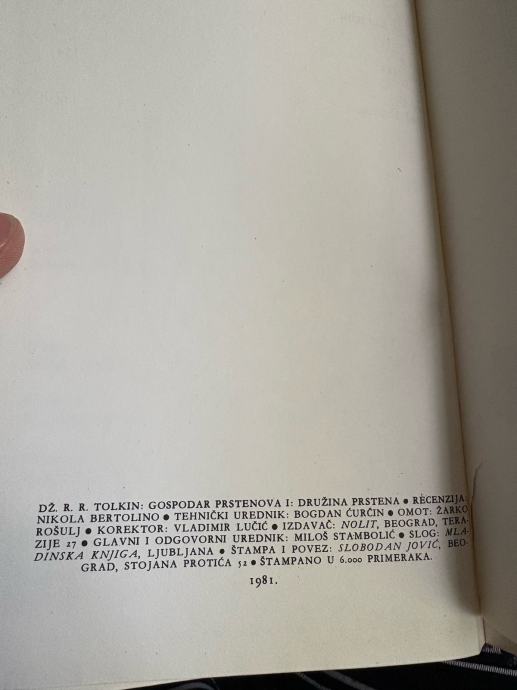 DŽ. R. R. TOLKIN: GOSPODAR PRSTENOVA I: DRUŽINA PRSTENA ● RECENZIJA
NIKOLA BERTOLINO ● TEHNIČKI UREDNIK: BOGDAN ĆURČIN ● OMOT: ŽARKO
ROŠULJ ● KOREKTOR: VLADIMIR LUČIĆ ● IZDAVAČ: NOLIT, BEOGRAD, TERA-
ZIJE 27 ● GLAVNI I ODGOVORNI UREDNIK: MILOŠ STAMBOLIĆ ● SLOG: MLA-
DINSKA KNJIGA, LJUBLJANA ● ŠTAMPA I POVEZ: SLOBODAN JOVIĆ, BEO-
GRAD, STOJANA PROTIĆA 52 ● ŠTAMPANO U 6.000 PRIMERAKA.
1981.